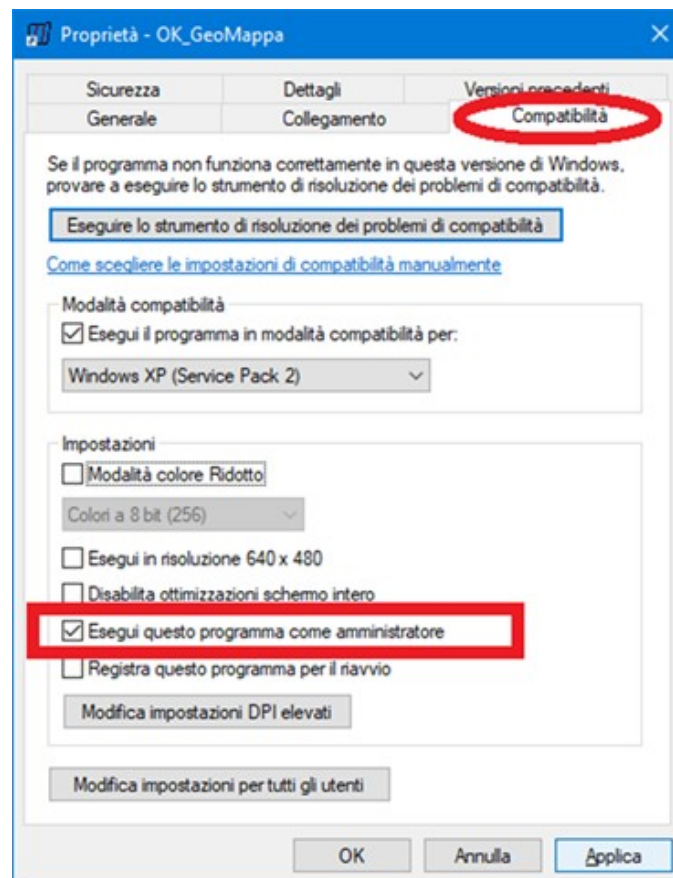 Proprietà - OK_GeoMappa
Sicurezza
Dettagli
Versioni precedenti
Generale
Collegamento
Compatibilità
Se il programma non funziona correttamente in questa versione di Windows,
provare a eseguire lo strumento di risoluzione dei problemi di compatibilità.
Eseguire lo strumento di risoluzione dei problemi di compatibilità
Come scegliere le impostazioni di compatibilità manualmente
Modalità compatibilità
Esegui il programma in modalità compatibilità per:
Windows XP (Service Pack 2)
Impostazioni
Modalità colore Ridotto
Colori a 8 bit (256)
Esegui in risoluzione 640 x 480
Disabilita ottimizzazioni schermo intero
Esegui questo programma come amministratore
Registra questo programma per il riavvio
Modifica impostazioni DPI elevati
Modifica impostazioni per tutti gli utenti
OK
Annulla
Applica